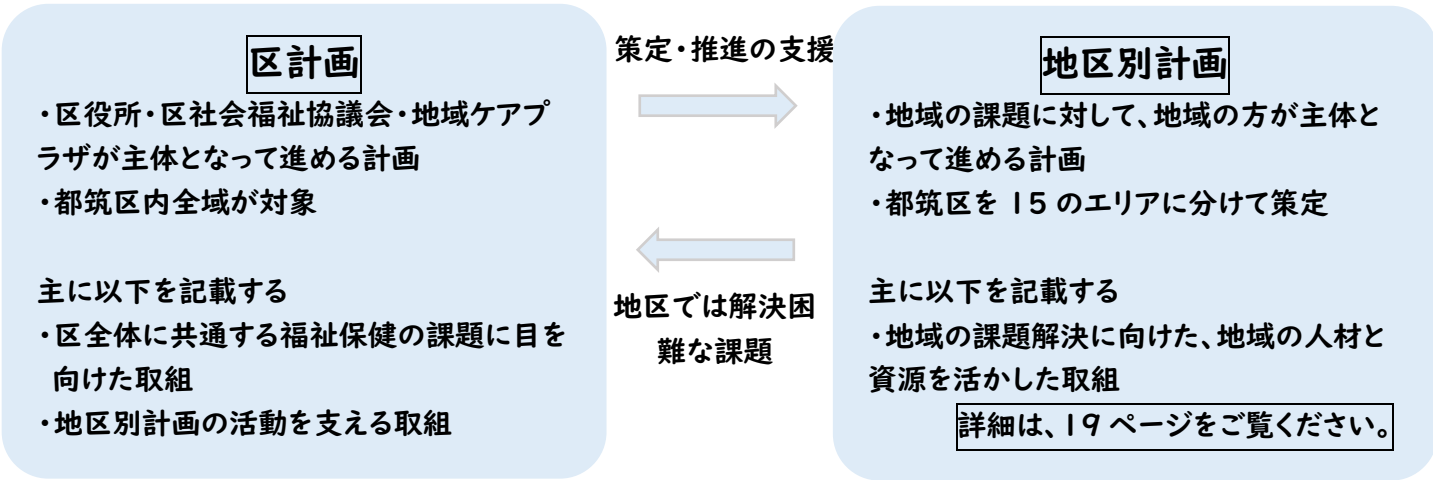 区計画
・区役所・区社会福祉協議会・地域ケアプ
ラザが主体となって進める計画
・都筑区内全域が対象
主に以下を記載する
・区全体に共通する福祉保健の課題に目を
向けた取組
・地区別計画の活動を支える取組
策定・推進の支援
地区では解決困
難な課題
地区別計画
・地域の課題に対して、地域の方が主体と
なって進める計画
・都筑区を 15 のエリアに分けて策定
主に以下を記載する
・地域の課題解決に向けた、地域の人材と
資源を活かした取組
詳細は、19 ページをご覧ください。